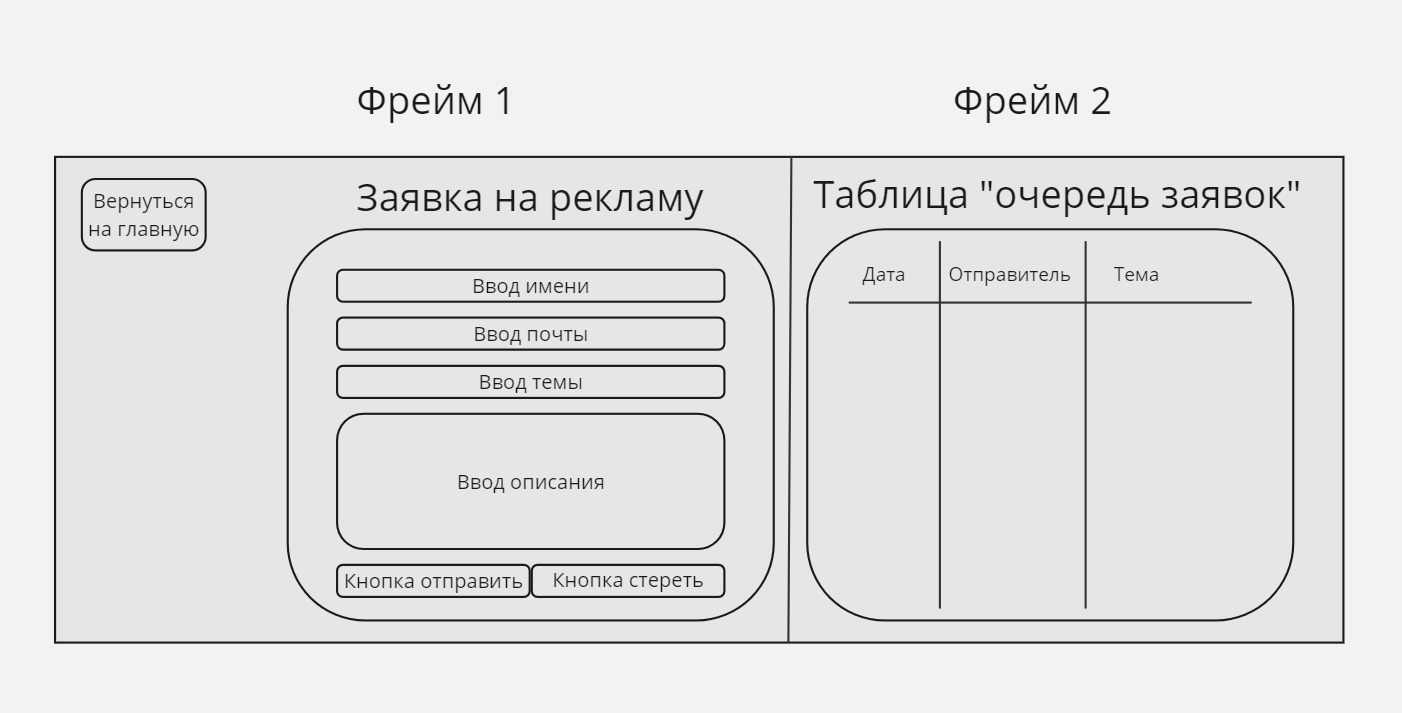 Фрейм 1
Фрейм 2
Вернуться
на главную
Заявка на рекламу
Ввод имени
Ввод почты
Ввод темы
Ввод описания
Кнопка отправить
Кнопка стереть
Таблица "очередь заявок"
Дата
Отправитель
Тема